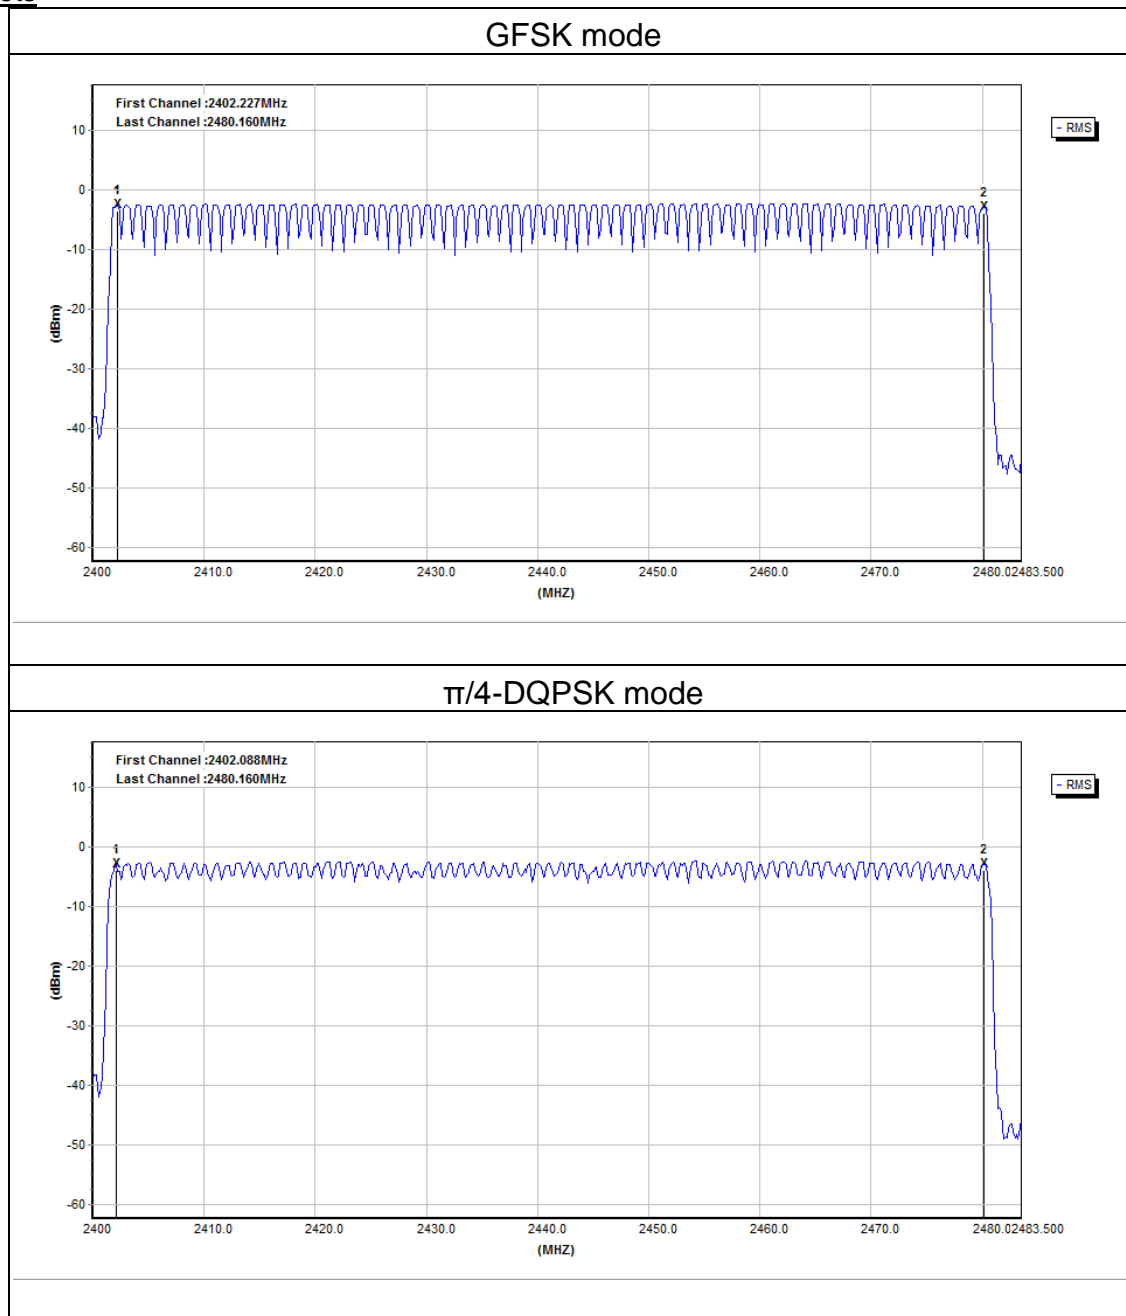 GFSK mode
First Channel :2402.227MHz
Last Channel :2480.160MHz
10
- RMS
0
1
2
-10
-20
(dBm)
-30
-40
-50
-60
2400 2410.0 2420.0 2430.0 2440.0 2450.0 2460.0 2470.0 2480.02483.500
(MHZ)
π/4-DQPSK mode
First Channel :2402.088MHz
Last Channel :2480.160MHz
10
- RMS
0
1
2
-10
-20
(dBm)
-30
-40
-50
-60
2400 2410.0 2420.0 2430.0 2440.0 2450.0 2460.0 2470.0 2480.02483.500
(MHZ)